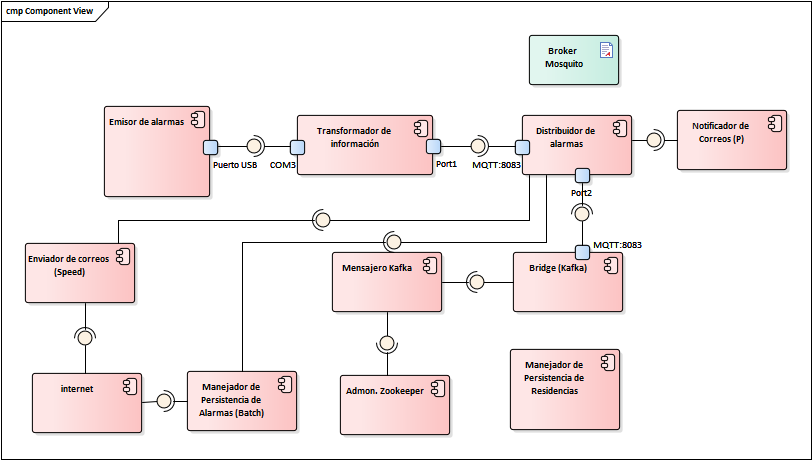 cmp Component View
Broker
Mosquito
Emisor de alarmas
Transformador de
información
Distribuidor de
alarmas
Notificador de
Correos (P)
Puerto USB
COM3
Port1
MQTT:8083
Port2
MQTT:8083
Enviador de correos
(Speed)
Mensajero Kafka
Bridge (Kafka)
internet
Manejador de
Persistencia de
Alarmas (Batch)
Admon. Zookeeper
Manejador de
Persistencia de
Residencias